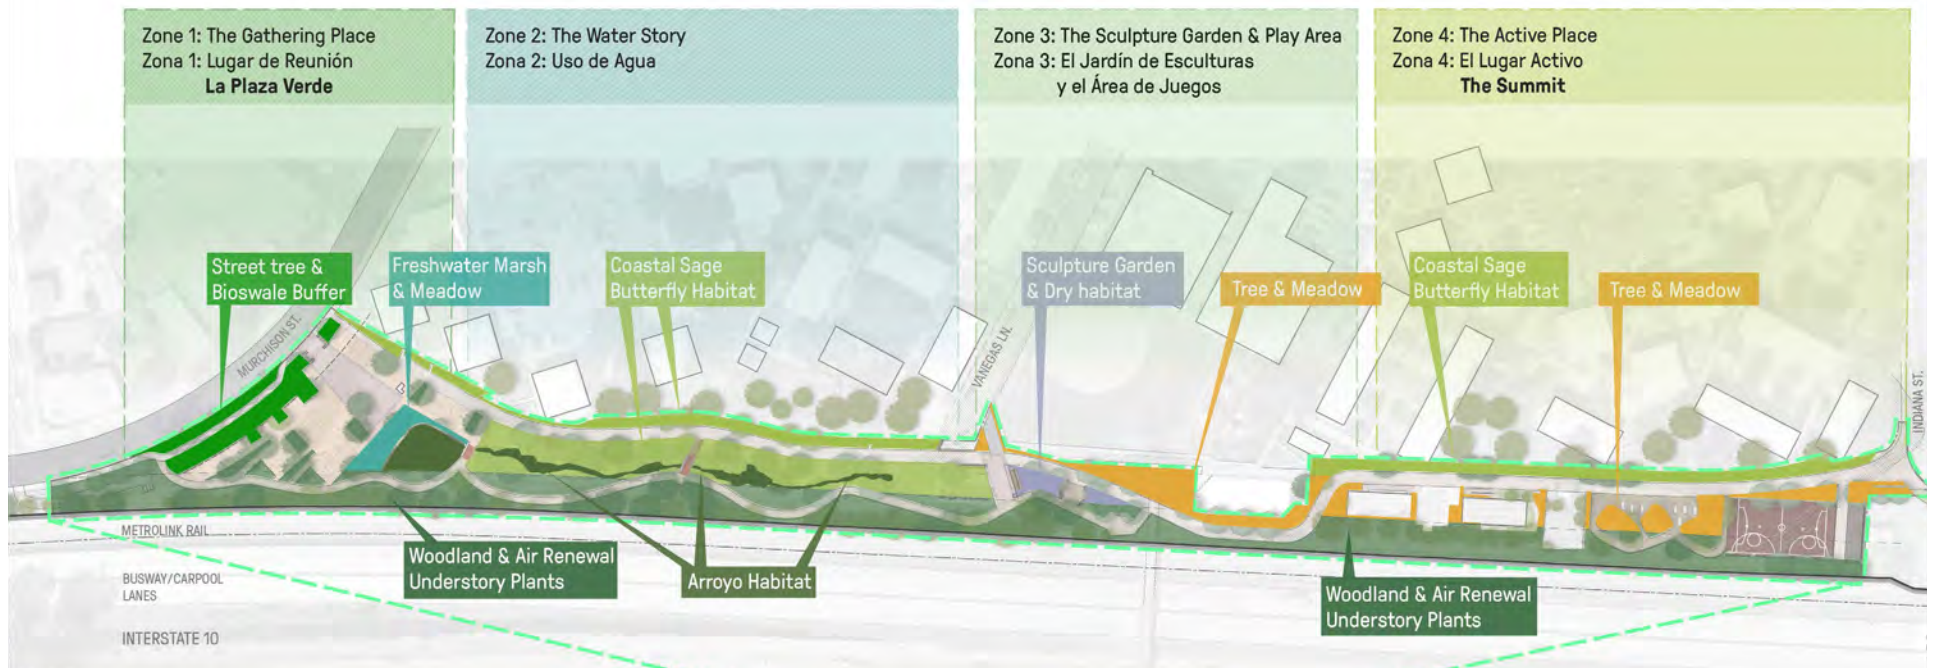 Zone 1: The Gathering Place
Zona 1: Lugar de Reunión
La Plaza Verde
Zone 2: The Water Story
Zona 2: Uso de Agua
Zone 3: The Sculpture Garden & Play Area
Zona 3: El Jardín de Esculturas
y el Área de Juegos
Zone 4: The Active Place
Zona 4: El Lugar Activo
The Summit
Street tree &
Bioswale Buffer
Freshwater Marsh
& Meadow
Coastal Sage
Butterfly Habitat
Sculpture Garden
& Dry habitat
Tree & Meadow
Coastal Sage
Butterfly Habitat
Tree & Meadow
MURCHISON ST.
VANEGAS LN.
INDIANA ST.
METROLINK RAIL
Woodland & Air Renewal
Understory Plants
Arroyo Habitat
Woodland & Air Renewal
Understory Plants
BUSWAY/CARPOOL
LANES
INTERSTATE 10